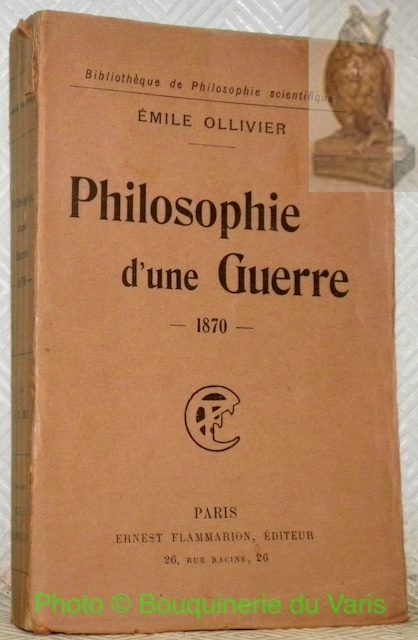 Bibliothèque de Philosophie scientifique
ÉMILE OLLIVIER
Philosophie
d'une Guerre
— 1870 —
PARIS
ERNEST FLAMMARION, ÉDITEUR
26, RUE RACINE, 26
Photo © Bouquinerie du Varis